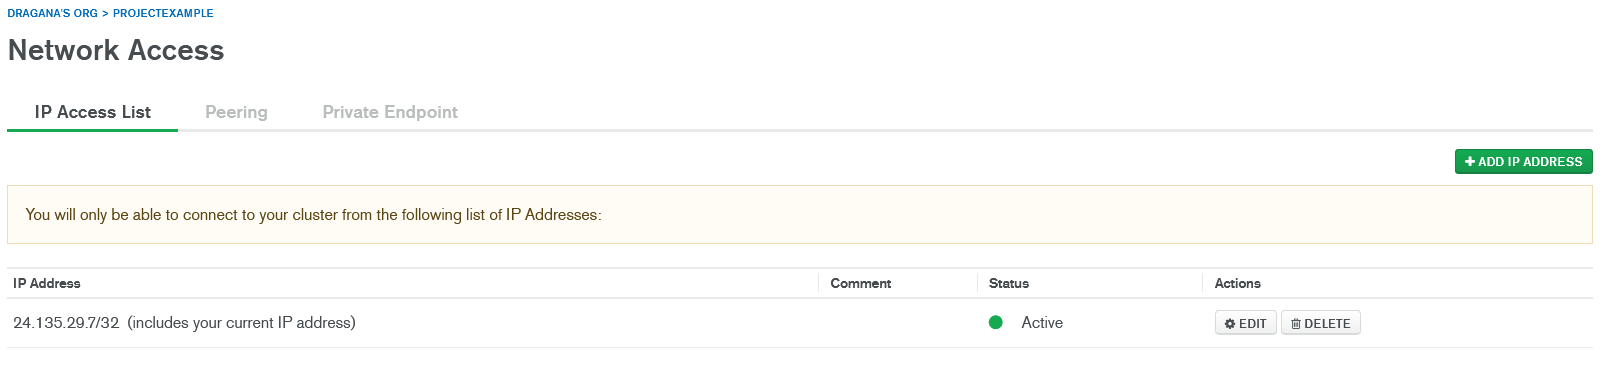 DRAGANA'S ORG > PROJECTEXAMPLE
Network Access
IP Access List Peering Private Endpoint
+ ADD IP ADDRESS
You will only be able to connect to your cluster from the following list of IP Addresses:
IP Address Comment Status Actions
24.135.29.7/32 (includes your current IP address) Active EDIT DELETE